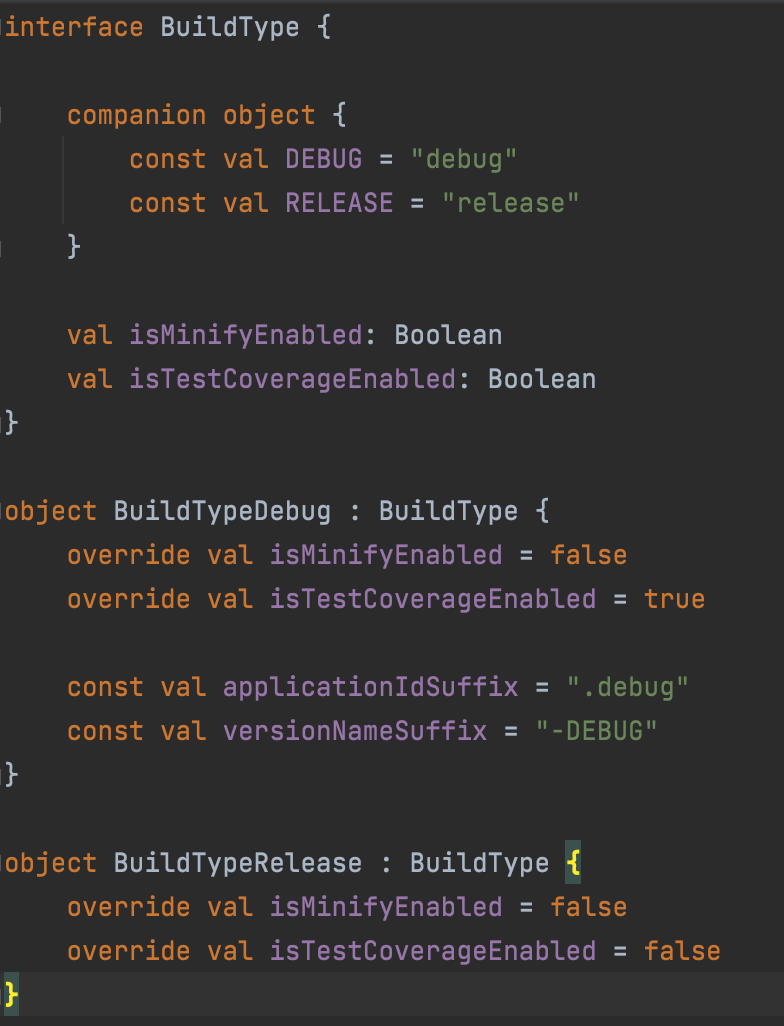 interface BuildType {
companion object {
const val DEBUG = "debug"
const val RELEASE = "release"
}
val isMinifyEnabled: Boolean
val isTestCoverageEnabled: Boolean
}
object BuildTypeDebug : BuildType {
override val isMinifyEnabled = false
override val isTestCoverageEnabled = true
const val applicationIdSuffix = ".debug"
const val versionNameSuffix = "-DEBUG"
}
object BuildTypeRelease : BuildType {
override val isMinifyEnabled = false
override val isTestCoverageEnabled = false
}